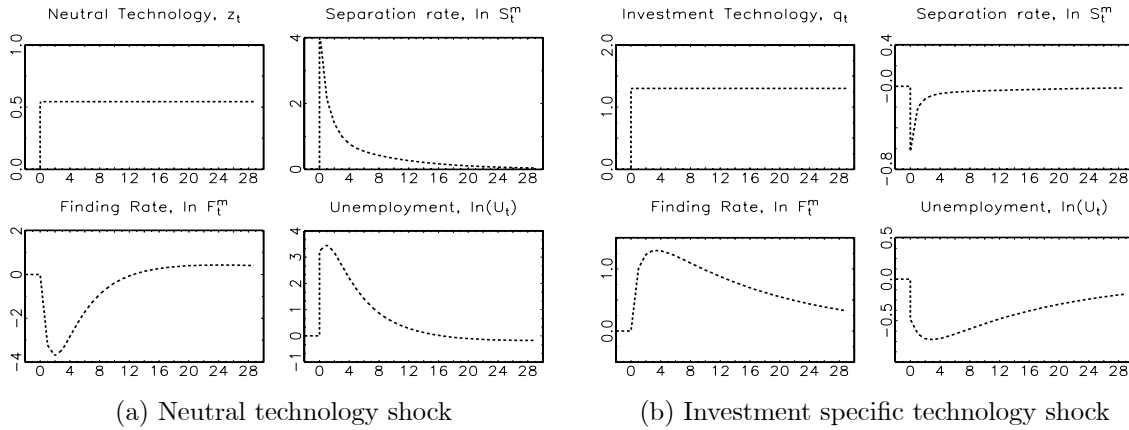 Neutral Technology, z_t
1.0
0.5
0.0
0 4 8 12 16 20 24 28
Separation rate, ln S_t^m
4
2
0
0 4 8 12 16 20 24 28
Finding Rate, ln F_t^m
2
0
−2
−4
0 4 8 12 16 20 24 28
Unemployment, ln(U_t)
4
3
2
1
0
−1
0 4 8 12 16 20 24 28
(a) Neutral technology shock
Investment Technology, q_t
2.0
1.0
0.0
0 4 8 12 16 20 24 28
Separation rate, ln S_t^m
0.4
−0.0
−0.8
0 4 8 12 16 20 24 28
Finding Rate, ln F_t^m
1.0
0.0
0 4 8 12 16 20 24 28
Unemployment, ln(U_t)
0.5
0.0
−0.5
0 4 8 12 16 20 24 28
(b) Investment specific technology shock